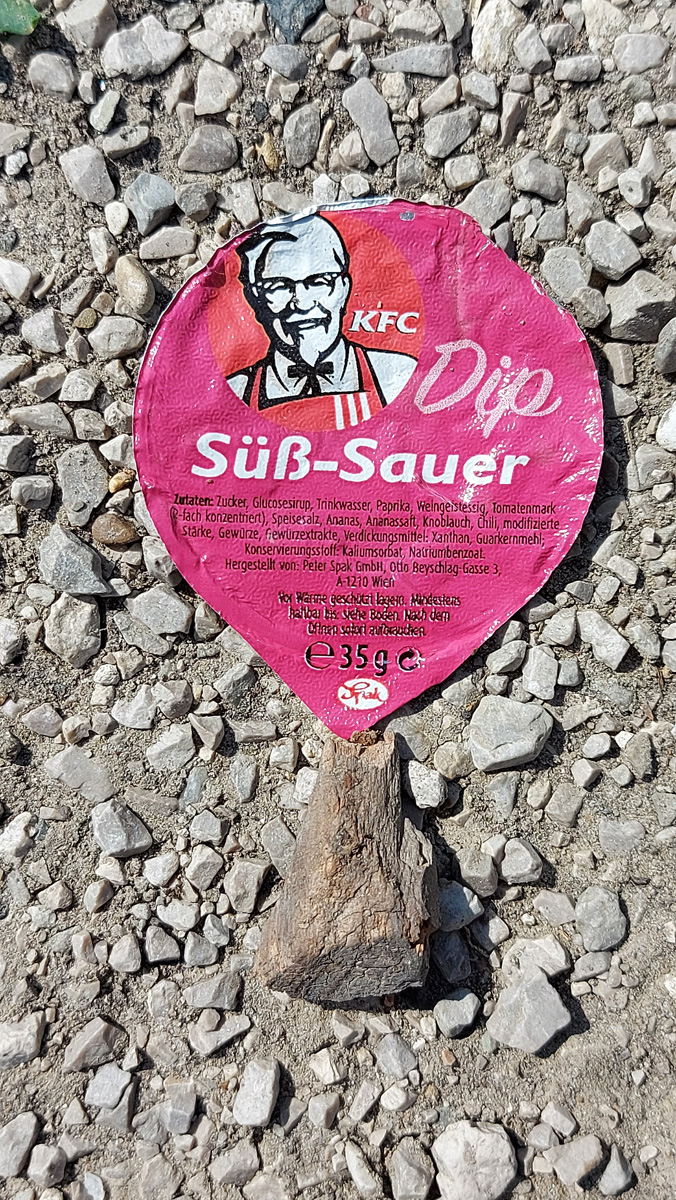 KFC
Dip
Süß-Sauer
Zutaten: Zucker, Glucosesirup, Trinkwasser, Paprika, Weingeistessig, Tomatenmark
(2-fach konzentriert), Speisesalz, Ananas, Ananassaft, Knoblauch, Chili, modifizierte
Stärke, Gewürze, Gewürzextrakte, Verdickungsmittel: Xanthan, Guarkernmehl,
Konservierungsstoff: Kaliumsorbat, Natriumbenzoat.
Hergestellt von: Peter Spak GmbH, Otto Beyschlag-Gasse 3,
A-1210 Wien
Vor Wärme geschützt lagern. Mindestens
haltbar bis: siehe Boden. Nach dem
Öffnen sofort aufbrauchen.
℮ 35 g
Spak